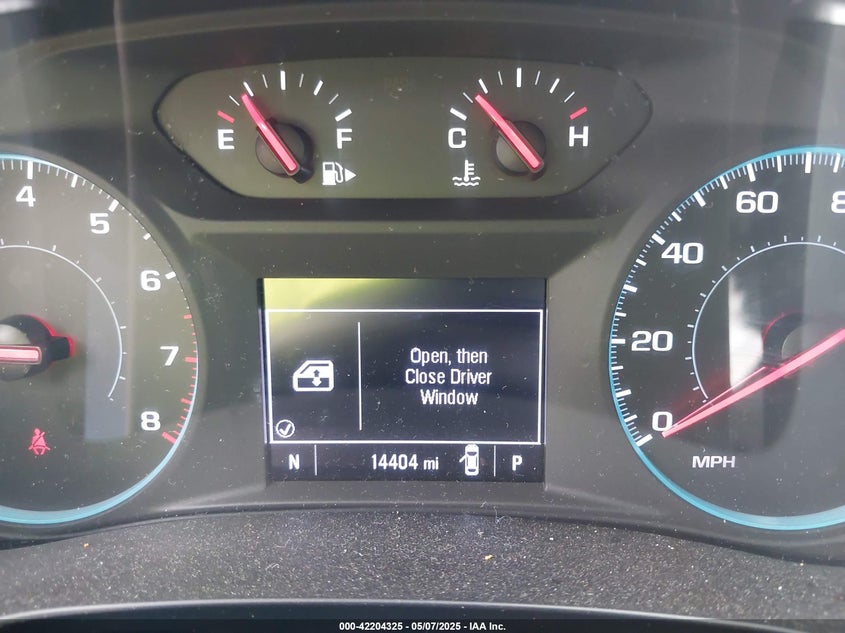 E F C H
4 5 6 7 8
0 20 40 60 8
MPH
Open, then
Close Driver
Window
N 14404 mi P
000-42204325 - 05/07/2025 - IAA Inc.